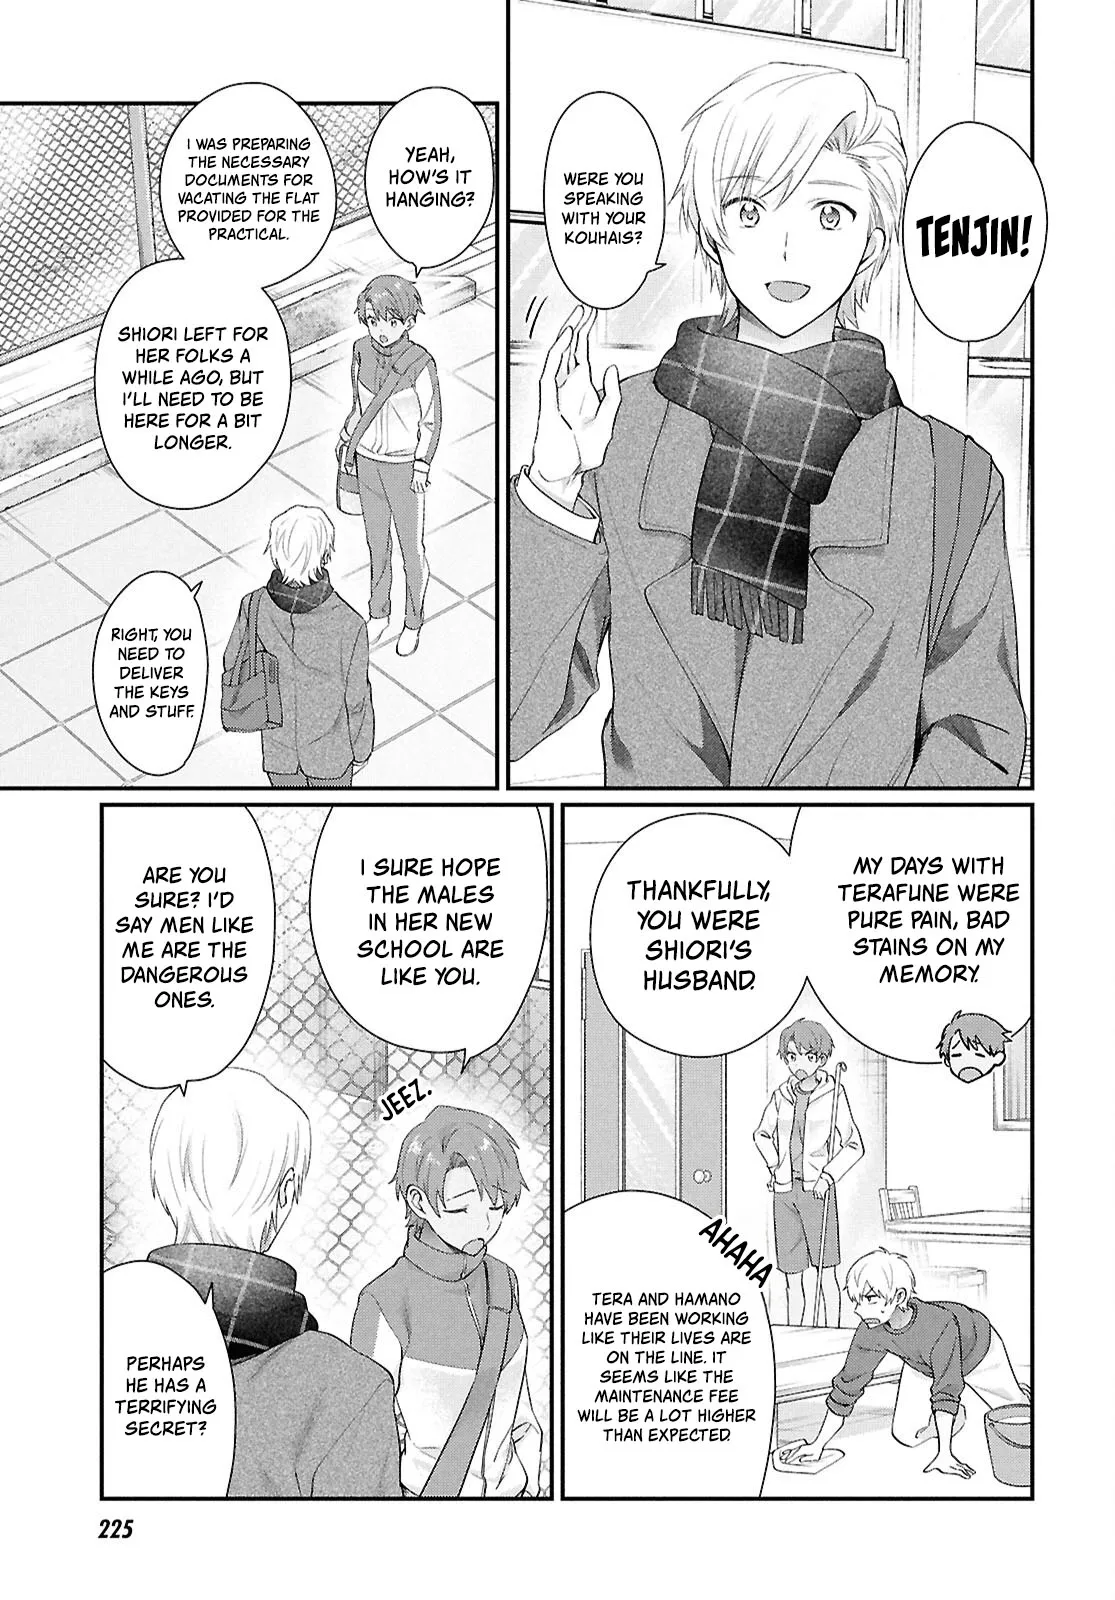 TENJIN!
WERE YOU
SPEAKING
WITH YOUR
KOUHAIS?
YEAH,
HOW'S IT
HANGING?
I WAS PREPARING
THE NECESSARY
DOCUMENTS FOR
VACATING THE FLAT
PROVIDED FOR THE
PRACTICAL.
SHIORI LEFT FOR
HER FOLKS A
WHILE AGO, BUT
I'LL NEED TO BE
HERE FOR A BIT
LONGER.
RIGHT, YOU
NEED TO
DELIVER
THE KEYS
AND STUFF.
MY DAYS WITH
TERAFUNE WERE
PURE PAIN, BAD
STAINS ON MY
MEMORY.
THANKFULLY,
YOU WERE
SHIORI'S
HUSBAND.
AHAHA
TERA AND HAMANO
HAVE BEEN WORKING
LIKE THEIR LIVES ARE
ON THE LINE. IT
SEEMS LIKE THE
MAINTENANCE FEE
WILL BE A LOT HIGHER
THAN EXPECTED.
I SURE HOPE
THE MALES
IN HER NEW
SCHOOL ARE
LIKE YOU.
JEEZ.
ARE YOU
SURE? I'D
SAY MEN LIKE
ME ARE THE
DANGEROUS
ONES.
PERHAPS
HE HAS A
TERRIFYING
SECRET?
225